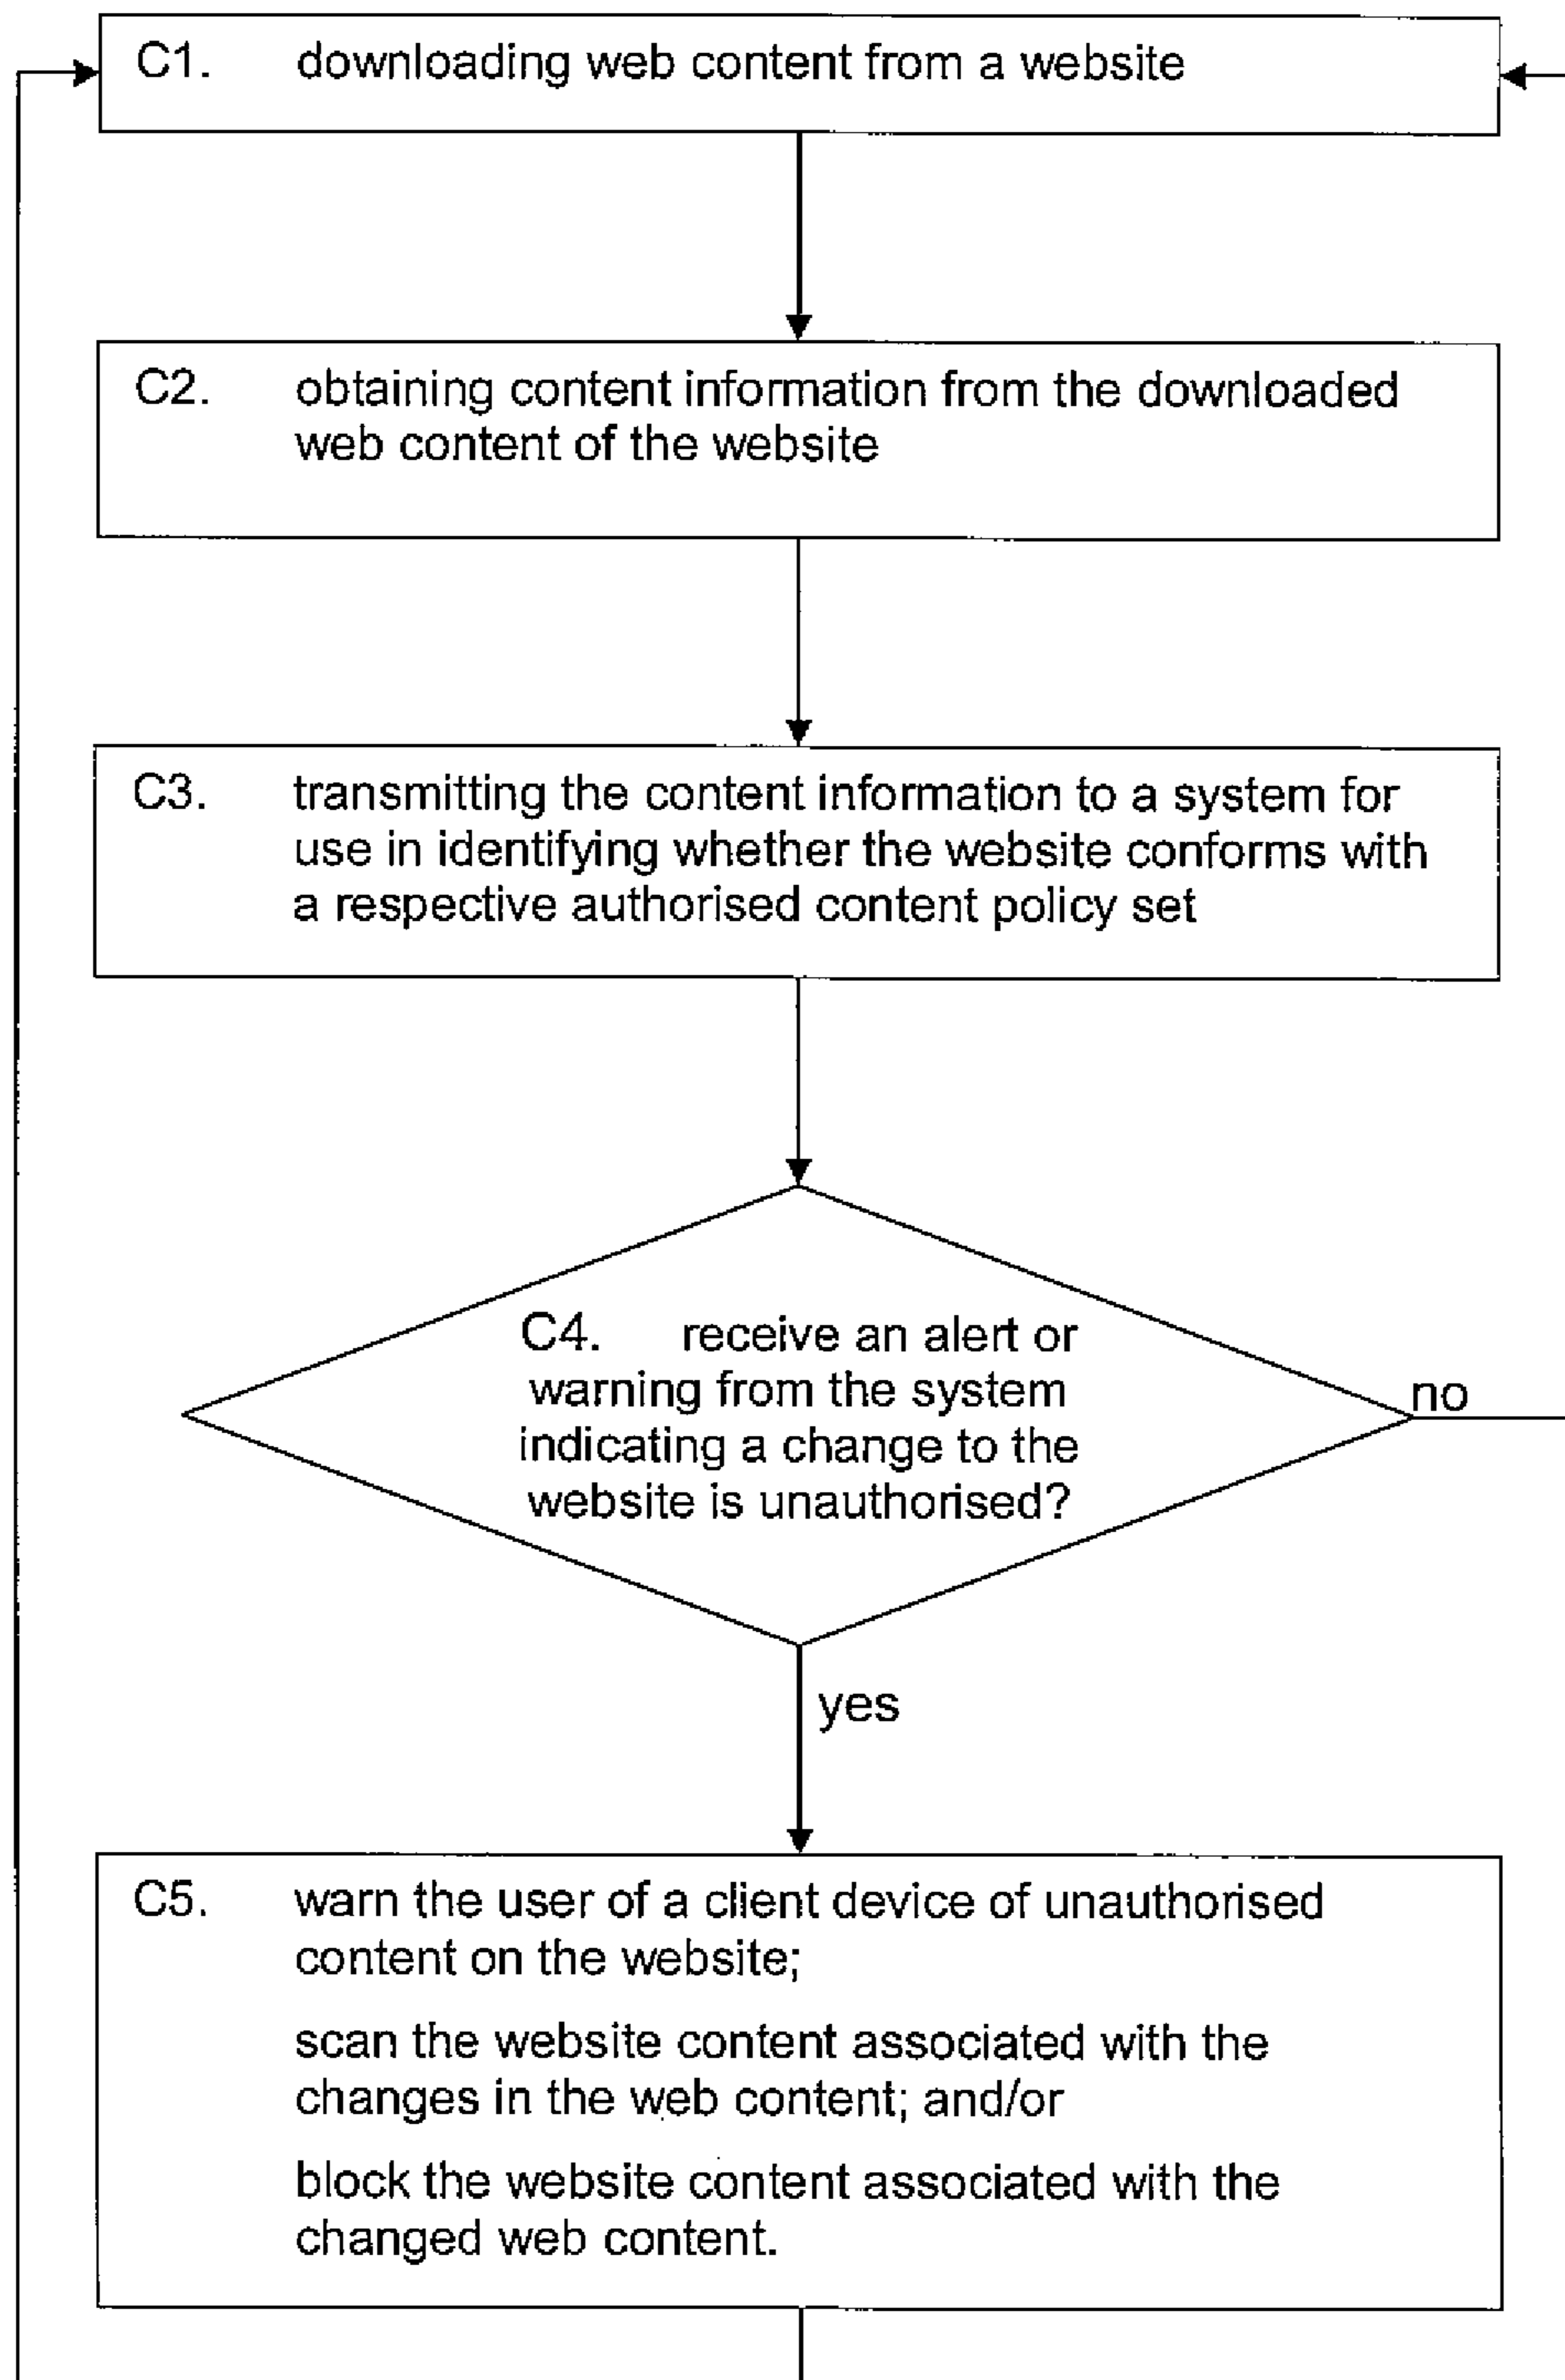 C1. downloading web content from a website
C2. obtaining content information from the downloaded
web content of the website
C3. transmitting the content information to a system for
use in identifying whether the website conforms with
a respective authorised content policy set
C4. receive an alert or
warning from the system
indicating a change to the
website is unauthorised?
no
yes
C5. warn the user of a client device of unauthorised
content on the website;
scan the website content associated with the
changes in the web content; and/or
block the website content associated with the
changed web content.